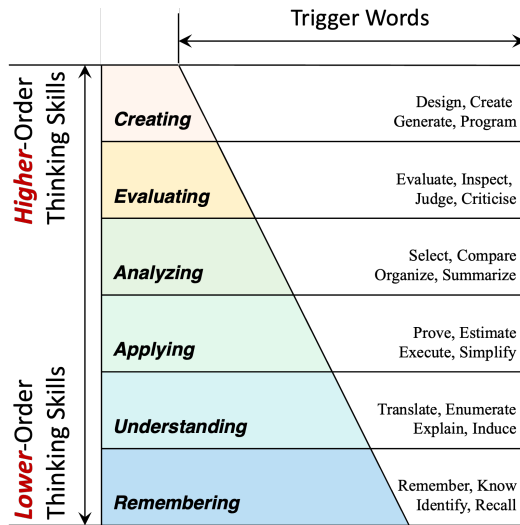 Trigger Words
Higher-Order
Thinking Skills
Creating
Design, Create
Generate, Program
Evaluating
Evaluate, Inspect,
Judge, Criticise
Analyzing
Select, Compare
Organize, Summarize
Applying
Prove, Estimate
Execute, Simplify
Lower-Order
Thinking Skills
Understanding
Translate, Enumerate
Explain, Induce
Remembering
Remember, Know
Identify, Recall